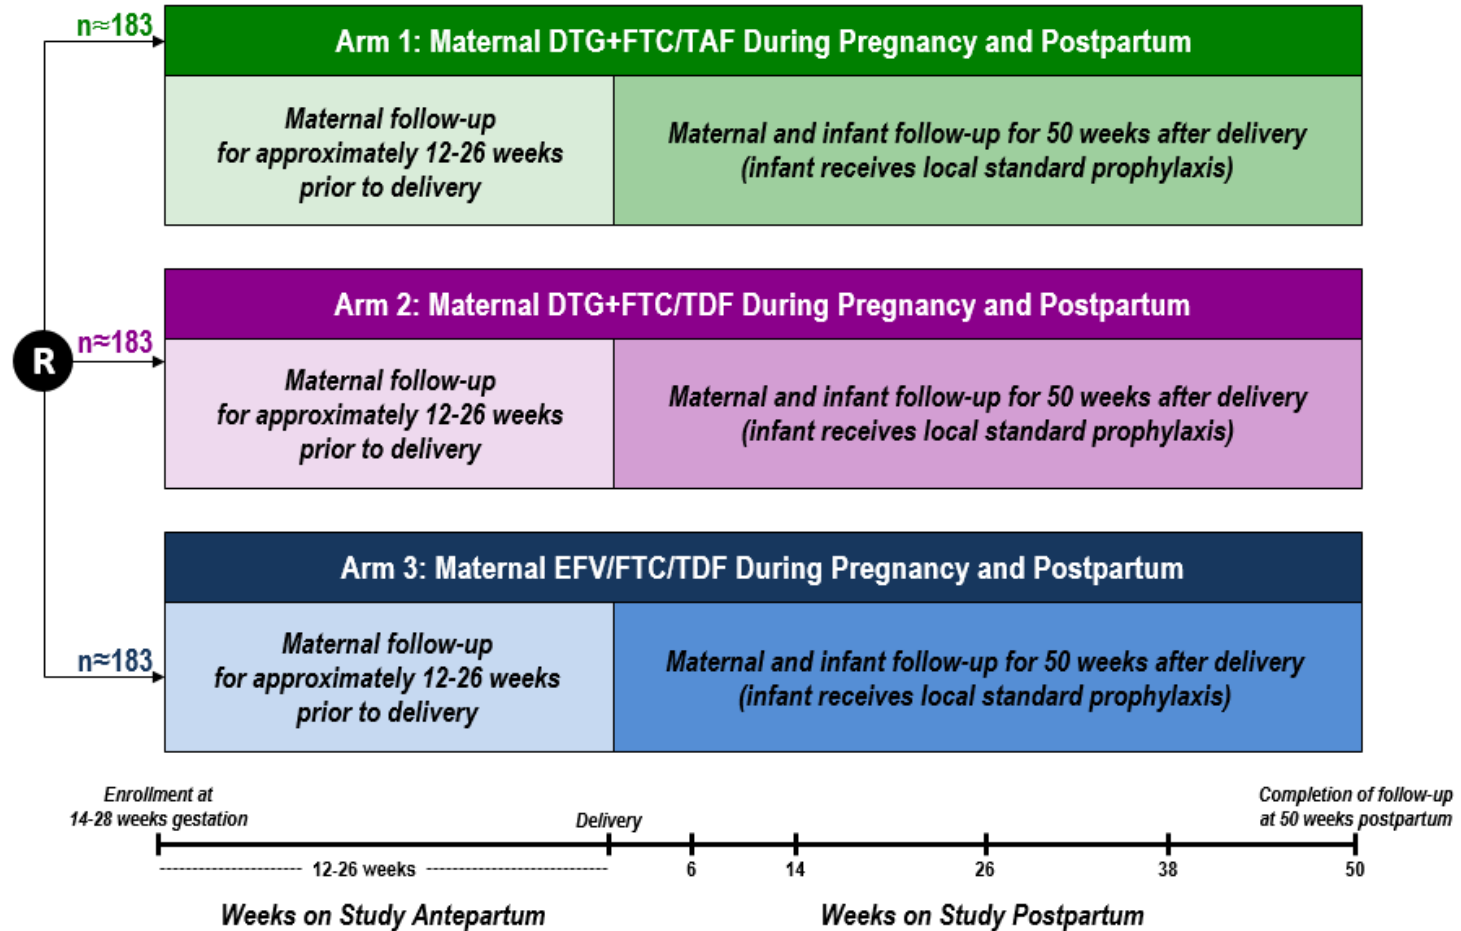 n≈183
Arm 1: Maternal DTG+FTC/TAF During Pregnancy and Postpartum
Maternal follow-up
for approximately 12-26 weeks
prior to delivery
Maternal and infant follow-up for 50 weeks after delivery
(infant receives local standard prophylaxis)
R
n≈183
Arm 2: Maternal DTG+FTC/TDF During Pregnancy and Postpartum
Maternal follow-up
for approximately 12-26 weeks
prior to delivery
Maternal and infant follow-up for 50 weeks after delivery
(infant receives local standard prophylaxis)
n≈183
Arm 3: Maternal EFV/FTC/TDF During Pregnancy and Postpartum
Maternal follow-up
for approximately 12-26 weeks
prior to delivery
Maternal and infant follow-up for 50 weeks after delivery
(infant receives local standard prophylaxis)
Enrollment at
14-28 weeks gestation
Delivery
Completion of follow-up
at 50 weeks postpartum
12-26 weeks
6
14
26
38
50
Weeks on Study Antepartum
Weeks on Study Postpartum